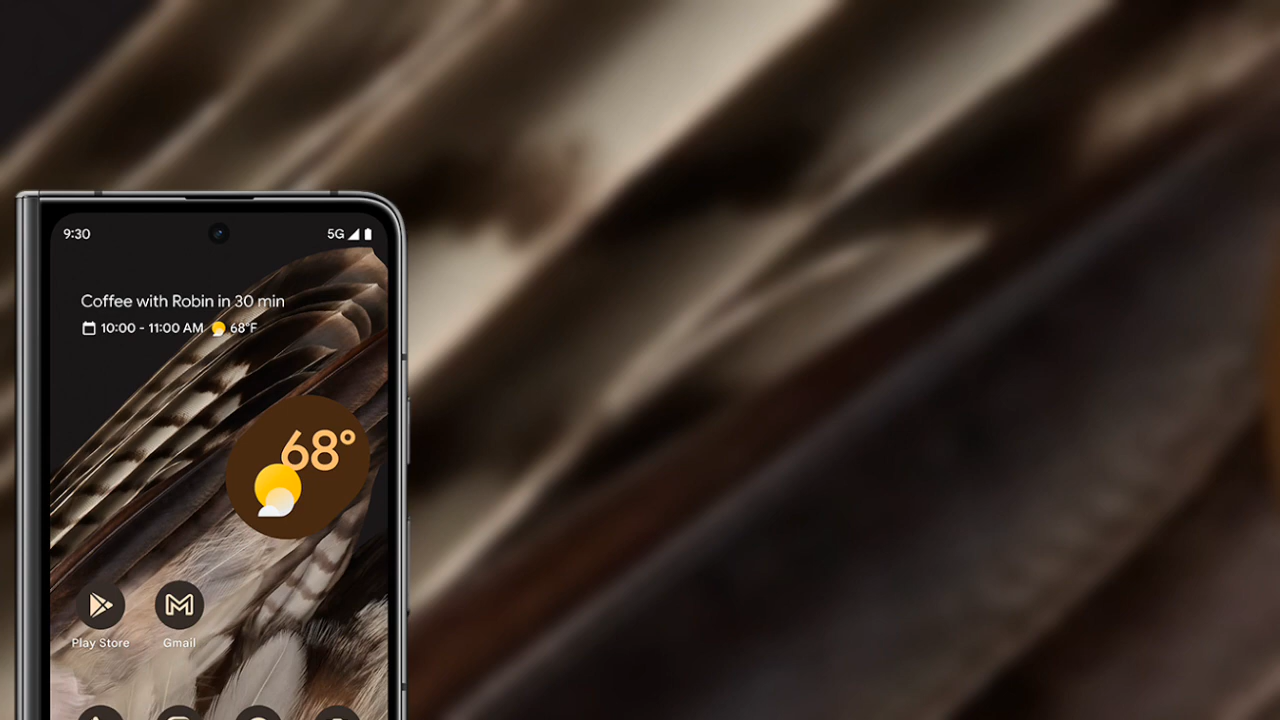 9:30 5G
Coffee with Robin in 30 min
10:00 - 11:00 AM 68°F
68°
Play Store Gmail